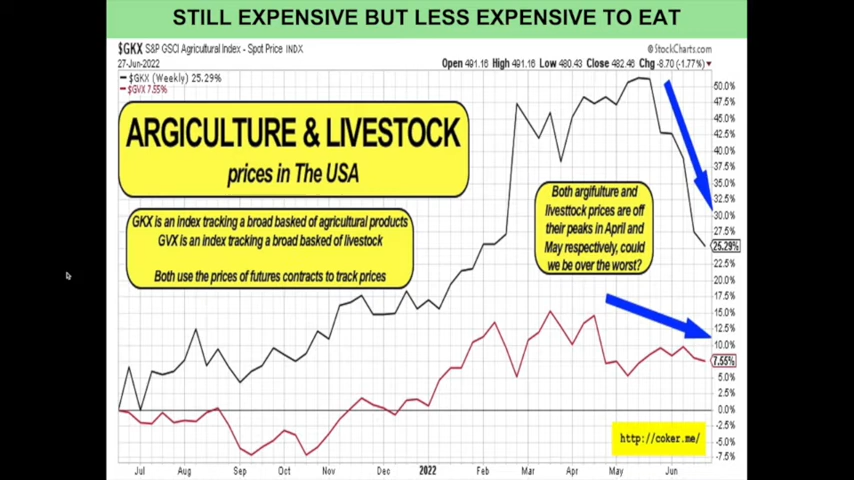 STILL EXPENSIVE BUT LESS EXPENSIVE TO EAT
$GKX S&P GSCI Agricultural Index - Spot Price INDX
© StockCharts.com
27-Jun-2022
Open 491.16 High 491.16 Low 480.43 Close 482.46 Chg -8.70 (-1.77%)
$GKX (Weekly) 25.29%
$GVX 7.55%
ARGICULTURE & LIVESTOCK
prices in The USA
GKX is an index tracking a broad basked of agricultural products
GVX is an index tracking a broad basked of livestock
Both use the prices of futures contracts to track prices
Both argifulture and
livesttock prices are off
their peaks in April and
May respectively, could
we be over the worst?
50.0%
47.5%
45.0%
42.5%
40.0%
37.5%
35.0%
32.5%
30.0%
27.5%
25.29%
22.5%
20.0%
17.5%
15.0%
12.5%
10.0%
7.55%
5.0%
2.5%
0.0%
-2.5%
-5.0%
-7.5%
http://coker.me/
Jul Aug Sep Oct Nov Dec 2022 Feb Mar Apr May Jun